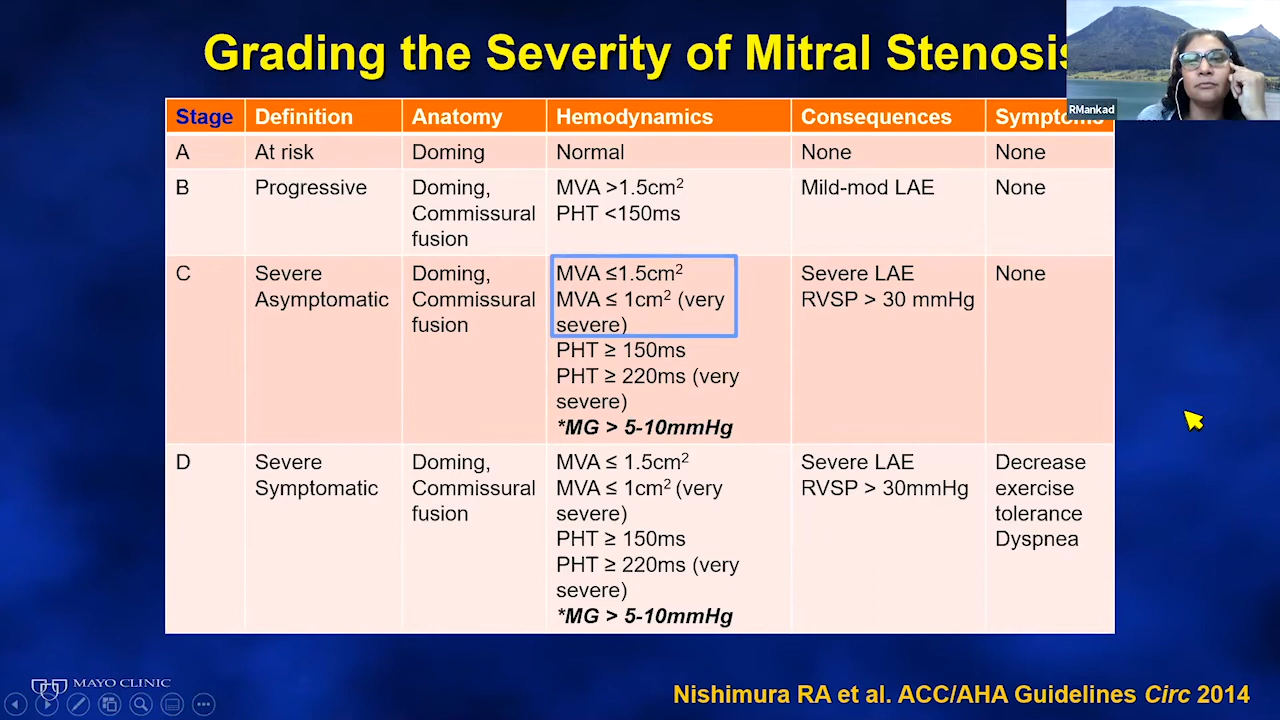 Grading the Severity of Mitral Stenosis
RMankad
Stage Definition Anatomy Hemodynamics Consequences Symptoms
A At risk Doming Normal None None
B Progressive Doming, MVA >1.5cm² Mild-mod LAE None
Commissural PHT <150ms
fusion
C Severe Doming, MVA ≤1.5cm² Severe LAE None
Asymptomatic Commissural MVA ≤ 1cm² (very RVSP > 30 mmHg
fusion severe)
PHT ≥ 150ms
PHT ≥ 220ms (very
severe)
*MG > 5-10mmHg
D Severe Doming, MVA ≤ 1.5cm² Severe LAE Decrease
Symptomatic Commissural MVA ≤ 1cm² (very RVSP > 30mmHg exercise
fusion severe) tolerance
PHT ≥ 150ms Dyspnea
PHT ≥ 220ms (very
severe)
*MG > 5-10mmHg
MAYO CLINIC
Nishimura RA et al. ACC/AHA Guidelines Circ 2014